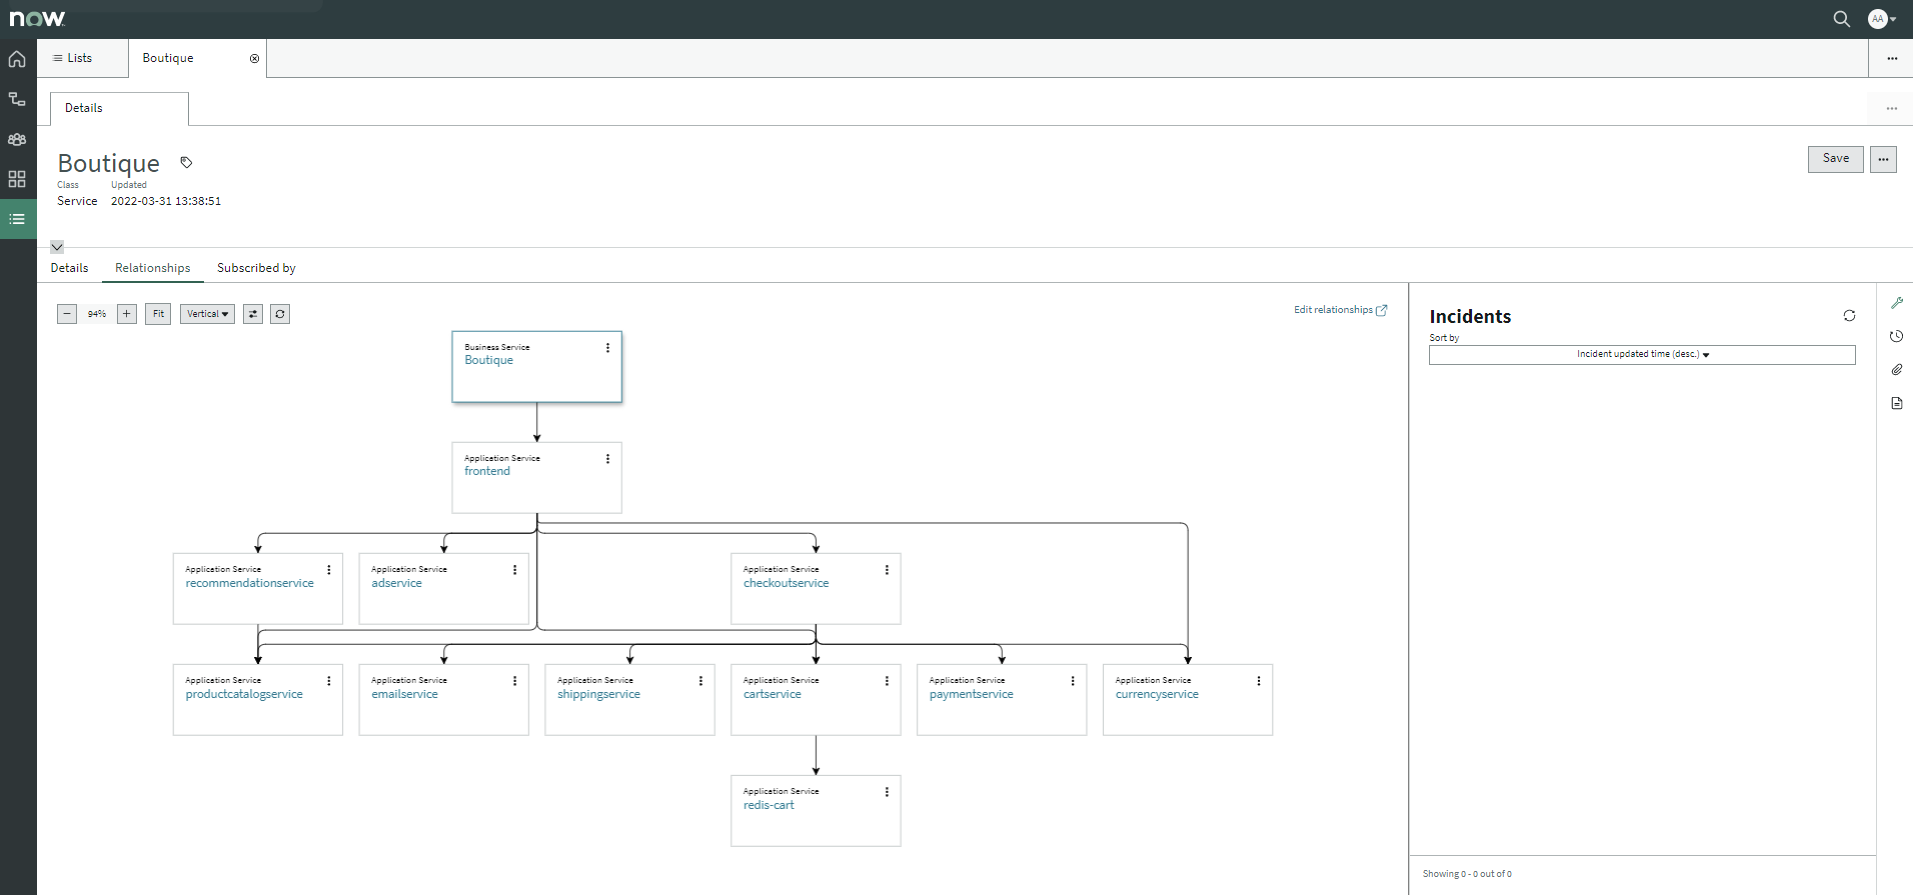 now.
AA
Lists
Boutique
Details
Boutique
Class
Updated
Service
2022-03-31 13:38:51
Save
Details
Relationships
Subscribed by
94%
Fit
Vertical
Edit relationships
Business Service
Boutique
Application Service
frontend
Application Service
recommendationservice
Application Service
adservice
Application Service
checkoutservice
Application Service
productcatalogservice
Application Service
emailservice
Application Service
shippingservice
Application Service
cartservice
Application Service
paymentservice
Application Service
currencyservice
Application Service
redis-cart
Incidents
Sort by
Incident updated time (desc.)
Showing 0 - 0 out of 0